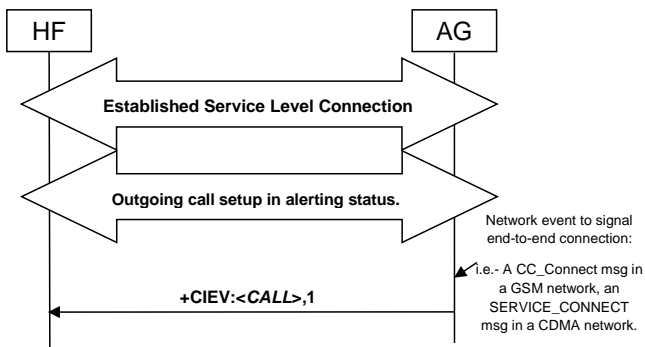 HF
AG
Established Service Level Connection
Outgoing call setup in alerting status.
Network event to signal
end-to-end connection:
i.e.- A CC_Connect msg in
a GSM network, an
SERVICE_CONNECT
msg in a CDMA network.
+CIEV:<CALL>,1